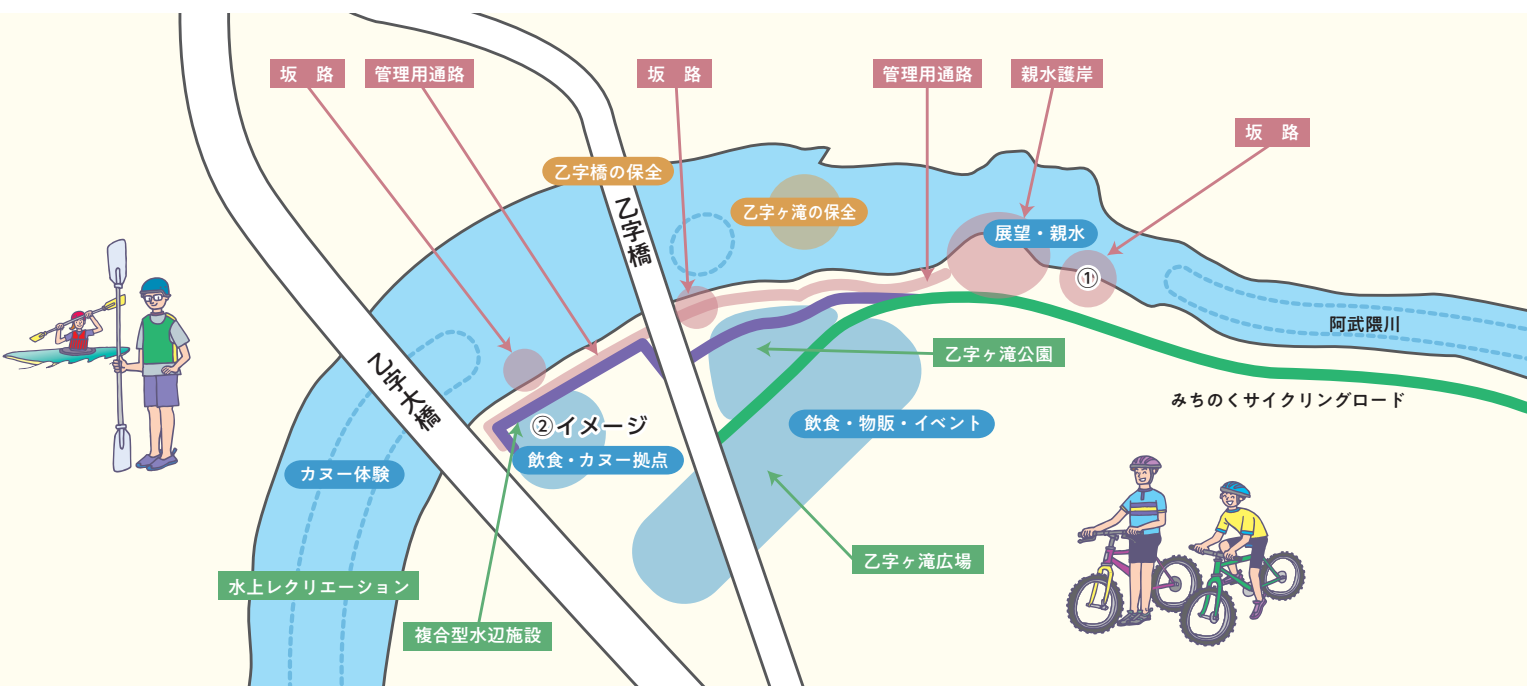 坂　路
管理用通路
坂　路
管理用通路
親水護岸
坂　路
乙字橋の保全
乙字ヶ滝の保全
乙字橋
展望・親水
①
阿武隈川
乙字ヶ滝公園
乙字大橋
みちのくサイクリングロード
②イメージ
飲食・物販・イベント
飲食・カヌー拠点
カヌー体験
乙字ヶ滝広場
水上レクリエーション
複合型水辺施設